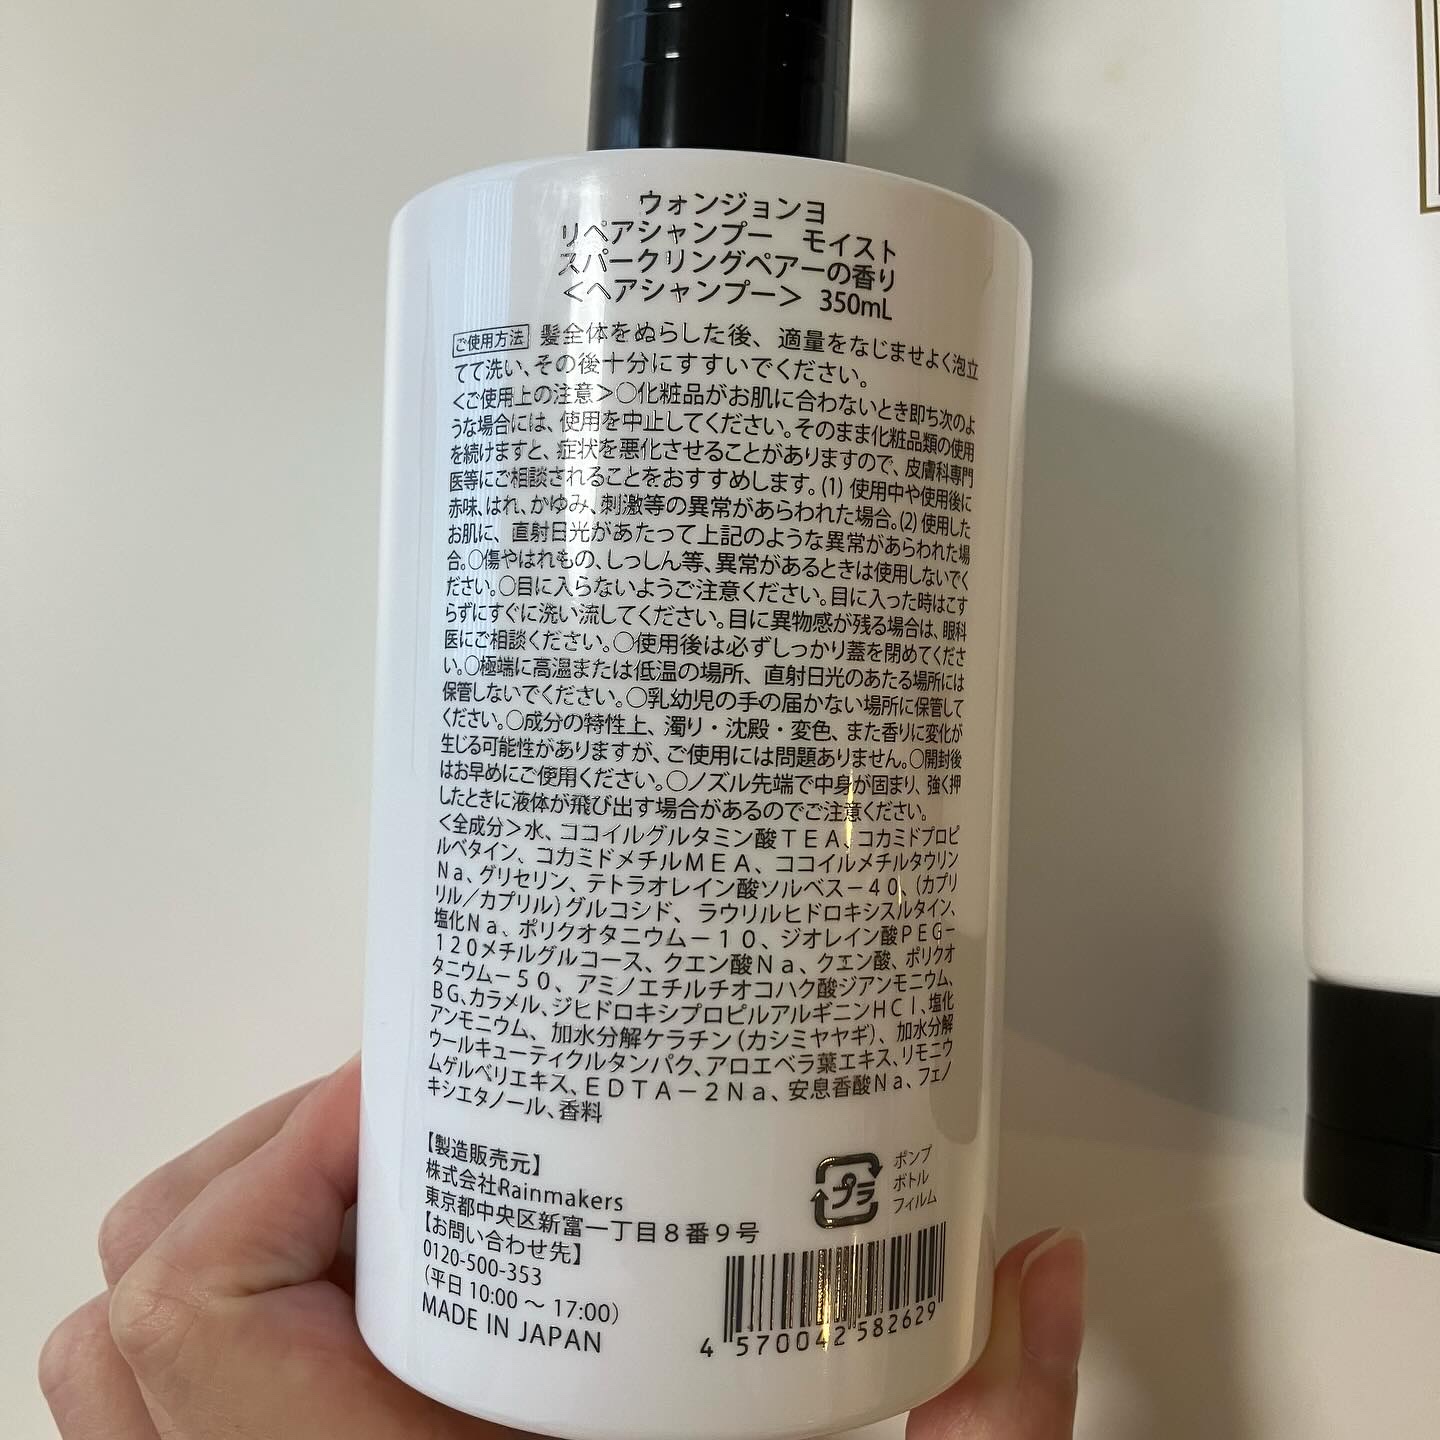 ウォンジョンヨ
リペアシャンプー　モイスト
スパークリングペアーの香り
＜ヘアシャンプー＞ 350mL
ご使用方法 髪全体をぬらした後、適量をなじませよく泡立
てて洗い、その後十分にすすいでください。
＜ご使用上の注意＞○化粧品がお肌に合わないとき即ち次のよ
うな場合には、使用を中止してください。そのまま化粧品類の使用
を続けますと、症状を悪化させることがありますので、皮膚科専門
医等にご相談されることをおすすめします。(1) 使用中や使用後に
赤味、はれ、かゆみ、刺激等の異常があらわれた場合。(2) 使用した
お肌に、直射日光があたって上記のような異常があらわれた場
合。○傷やはれもの、しっしん等、異常があるときは使用しないでく
ださい。○目に入らないようご注意ください。目に入った時はこす
らずにすぐに洗い流してください。目に異物感が残る場合は、眼科
医にご相談ください。○使用後は必ずしっかり蓋を閉めてくださ
い。○極端に高温または低温の場所、直射日光のあたる場所には
保管しないでください。○乳幼児の手の届かない場所に保管して
ください。○成分の特性上、濁り・沈殿・変色、また香りに変化が
生じる可能性がありますが、ご使用には問題ありません。○開封後
はお早めにご使用ください。○ノズル先端で中身が固まり、強く押
したときに液体が飛び出す場合があるのでご注意ください。
＜全成分＞水、ココイルグルタミン酸ＴＥＡ、コカミドプロピ
ルベタイン、コカミドメチルＭＥＡ、ココイルメチルタウリン
Ｎａ、グリセリン、テトラオレイン酸ソルベス－４０、（カプリ
リル／カプリル）グルコシド、ラウリルヒドロキシスルタイン、
塩化Ｎａ、ポリクオタニウム－１０、ジオレイン酸ＰＥＧ－
１２０メチルグルコース、クエン酸Ｎａ、クエン酸、ポリクオ
タニウム－５０、アミノエチルチオコハク酸ジアンモニウム、
ＢＧ、カラメル、ジヒドロキシプロピルアルギニンＨＣｌ、塩化
アンモニウム、加水分解ケラチン（カシミヤヤギ）、加水分解
ウールキューティクルタンパク、アロエベラ葉エキス、リモニウ
ムゲルベリエキス、ＥＤＴＡ－２Ｎａ、安息香酸Ｎａ、フェノ
キシエタノール、香料
【製造販売元】
株式会社Rainmakers
東京都中央区新富一丁目８番９号
【お問い合わせ先】
0120-500-353
（平日 10:00 ～ 17:00）
MADE IN JAPAN
プラ
ポンプ
ボトル
フィルム
4 570042 582629